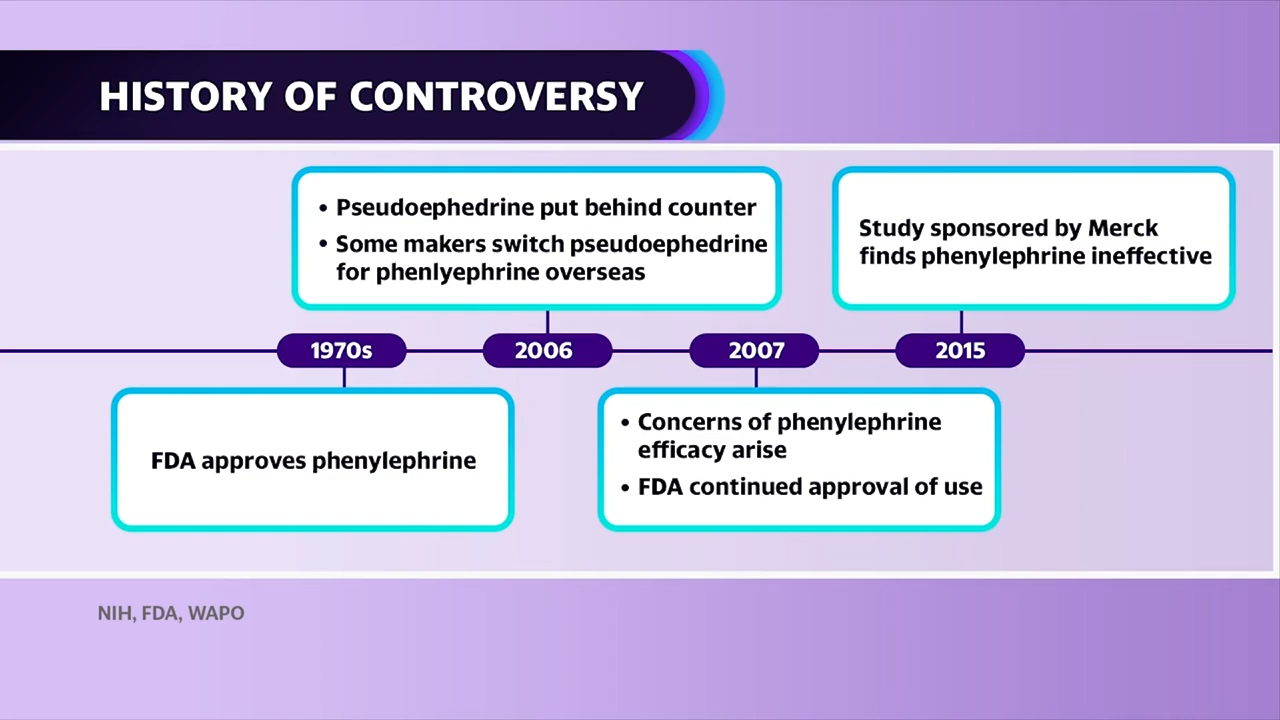 HISTORY OF CONTROVERSY
• Pseudoephedrine put behind counter
• Some makers switch pseudoephedrine
for phenlyephrine overseas
Study sponsored by Merck
finds phenylephrine ineffective
1970s
2006
2007
2015
FDA approves phenylephrine
• Concerns of phenylephrine
efficacy arise
• FDA continued approval of use
NIH, FDA, WAPO